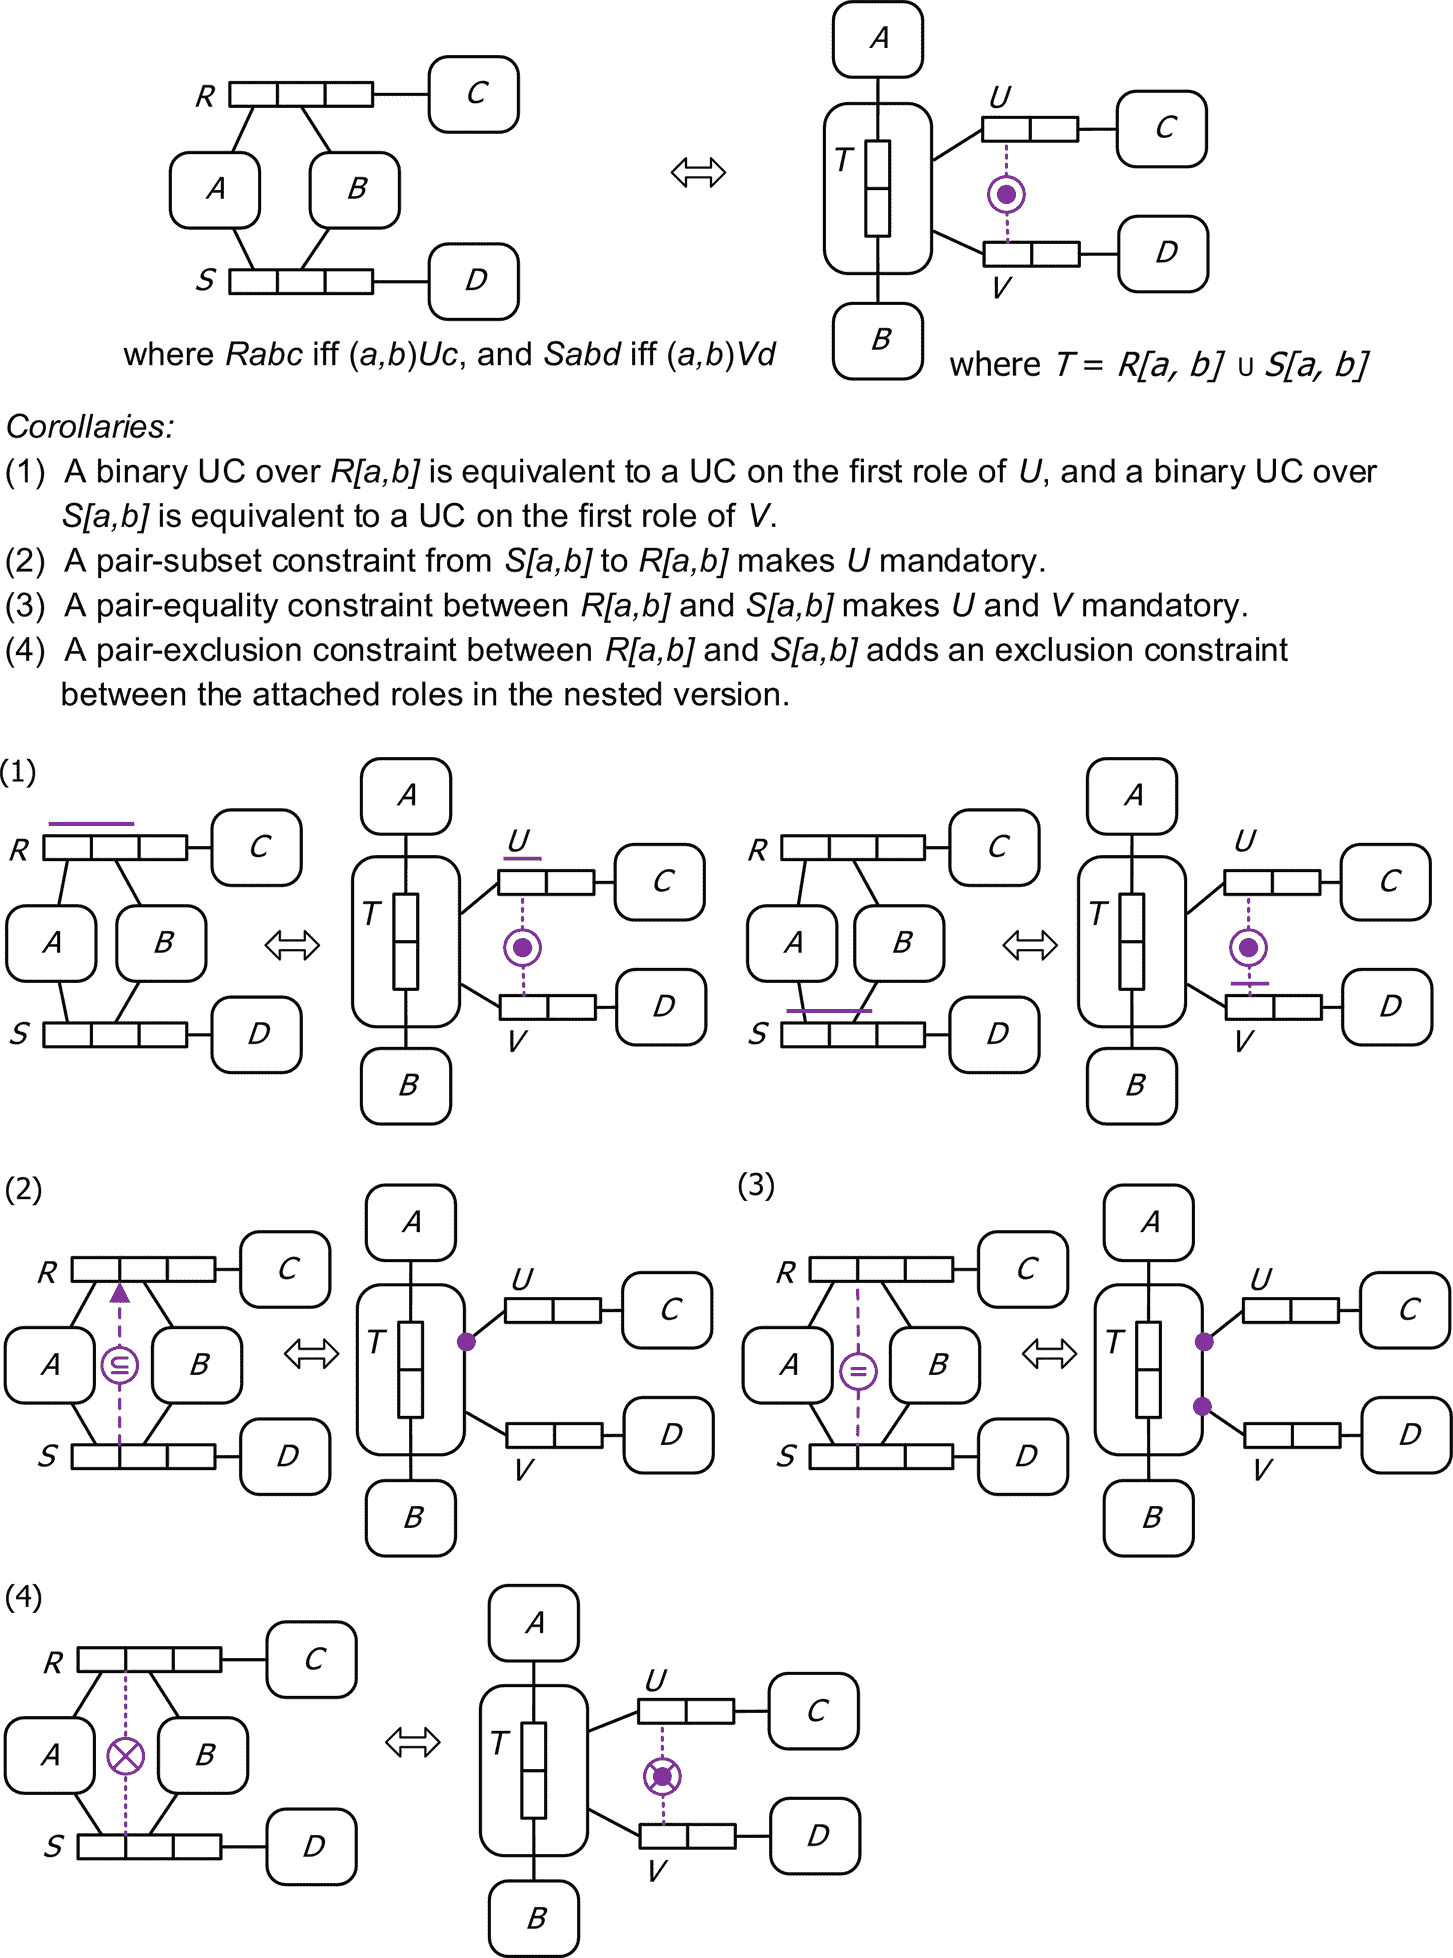 A
R
C
U
C
T
A
B
S
D
V
D
B
where Rabc iff (a,b)Uc, and Sabd iff (a,b)Vd
where T = R[a, b] ∪ S[a, b]
Corollaries:
(1) A binary UC over R[a,b] is equivalent to a UC on the first role of U, and a binary UC over
S[a,b] is equivalent to a UC on the first role of V.
(2) A pair-subset constraint from S[a,b] to R[a,b] makes U mandatory.
(3) A pair-equality constraint between R[a,b] and S[a,b] makes U and V mandatory.
(4) A pair-exclusion constraint between R[a,b] and S[a,b] adds an exclusion constraint
between the attached roles in the nested version.
(1)
R
C
A
B
S
D
A
T
B
U
C
V
D
R
C
A
B
S
D
A
T
B
U
C
V
D
(2)
R
C
A
⊆
B
S
D
A
T
B
U
C
V
D
(3)
R
C
A
=
B
S
D
A
T
B
U
C
V
D
(4)
R
C
A
B
S
D
A
T
B
U
C
V
D